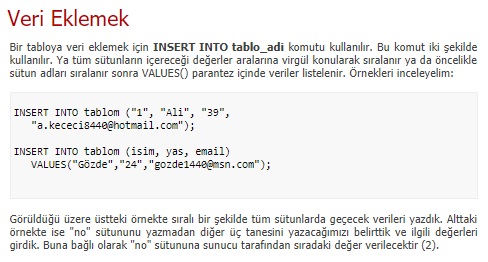 Veri Eklemek
Bir tabloya veri eklemek için INSERT INTO tablo_adi komutu kullanılır. Bu komut iki şekilde
kullanılır. Ya tüm sütunların içereceği değerler aralarına virgül konularak sıralanır ya da öncelikle
sütun adları sıralanır sonra VALUES() parantez içinde veriler listelenir. Örnekleri inceleyelim:
INSERT INTO tablom ("1", "Ali", "39",
"a.kececi8440@hotmail.com");
INSERT INTO tablom (isim, yas, email)
VALUES("Gözde","24","gozde1440@msn.com");
Görüldüğü üzere üstteki örnekte sıralı bir şekilde tüm sütunlarda geçecek verileri yazdık. Alttaki
örnekte ise "no" sütununu yazmadan diğer üç tanesini yazacağımızı belirttik ve ilgili değerleri
girdik. Buna bağlı olarak "no" sütununa sunucu tarafından sıradaki değer verilecektir (2).